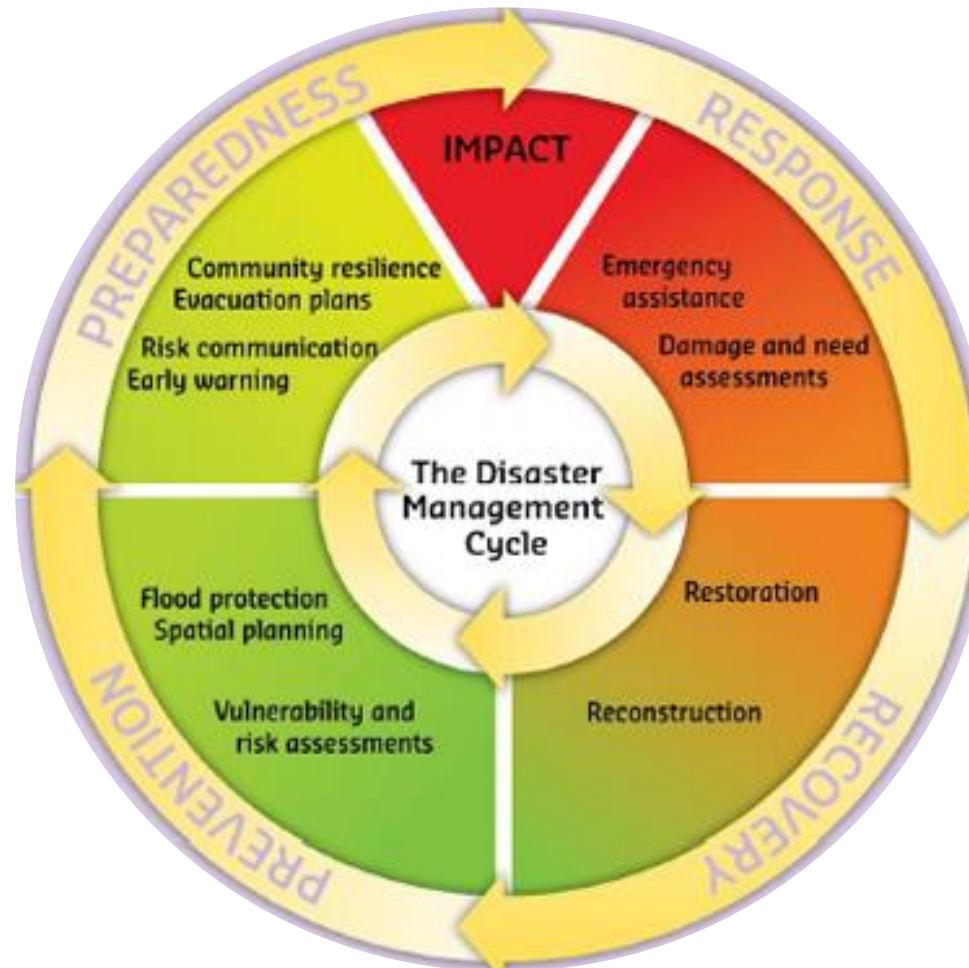 PREPAREDNESS
RESPONSE
IMPACT
Community resilience
Evacuation plans
Risk communication
Early warning
Emergency
assistance
Damage and need
assessments
The Disaster
Management
Cycle
Flood protection
Spatial planning
Vulnerability and
risk assessments
Restoration
Reconstruction
PREVENTION
RECOVERY